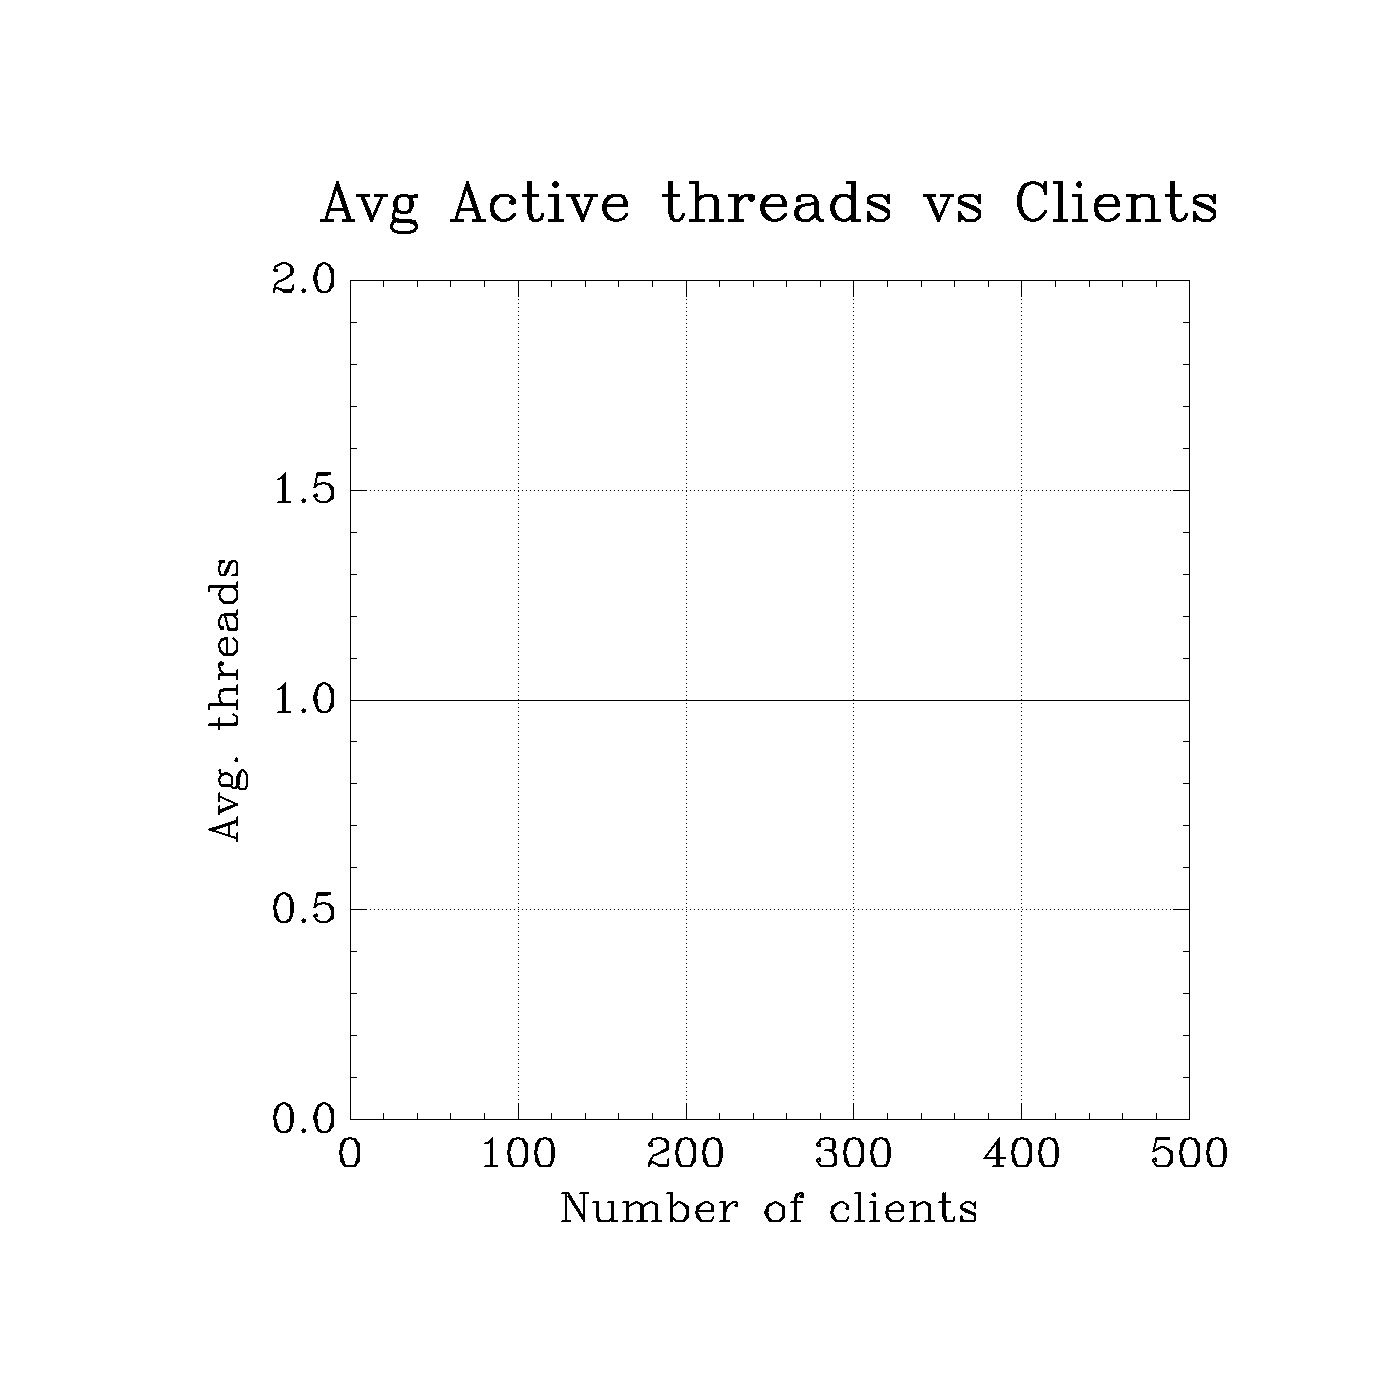 Avg Active threads vs Clients
2.0
1.5
1.0
0.5
0.0
Avg. threads
0 100 200 300 400 500
Number of clients